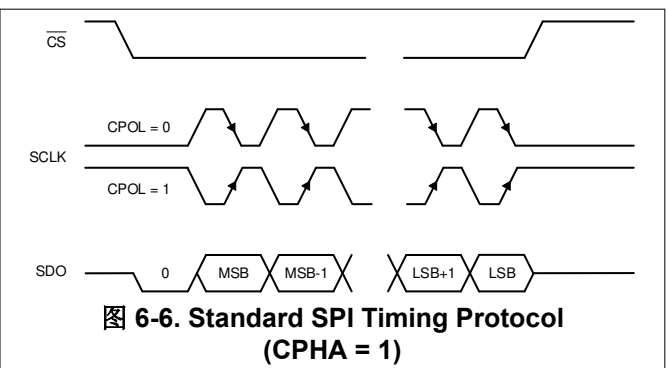 CS
CPOL = 0
SCLK
CPOL = 1
SDO 0 MSB MSB-1 LSB+1 LSB
图 6-6. Standard SPI Timing Protocol
(CPHA = 1)